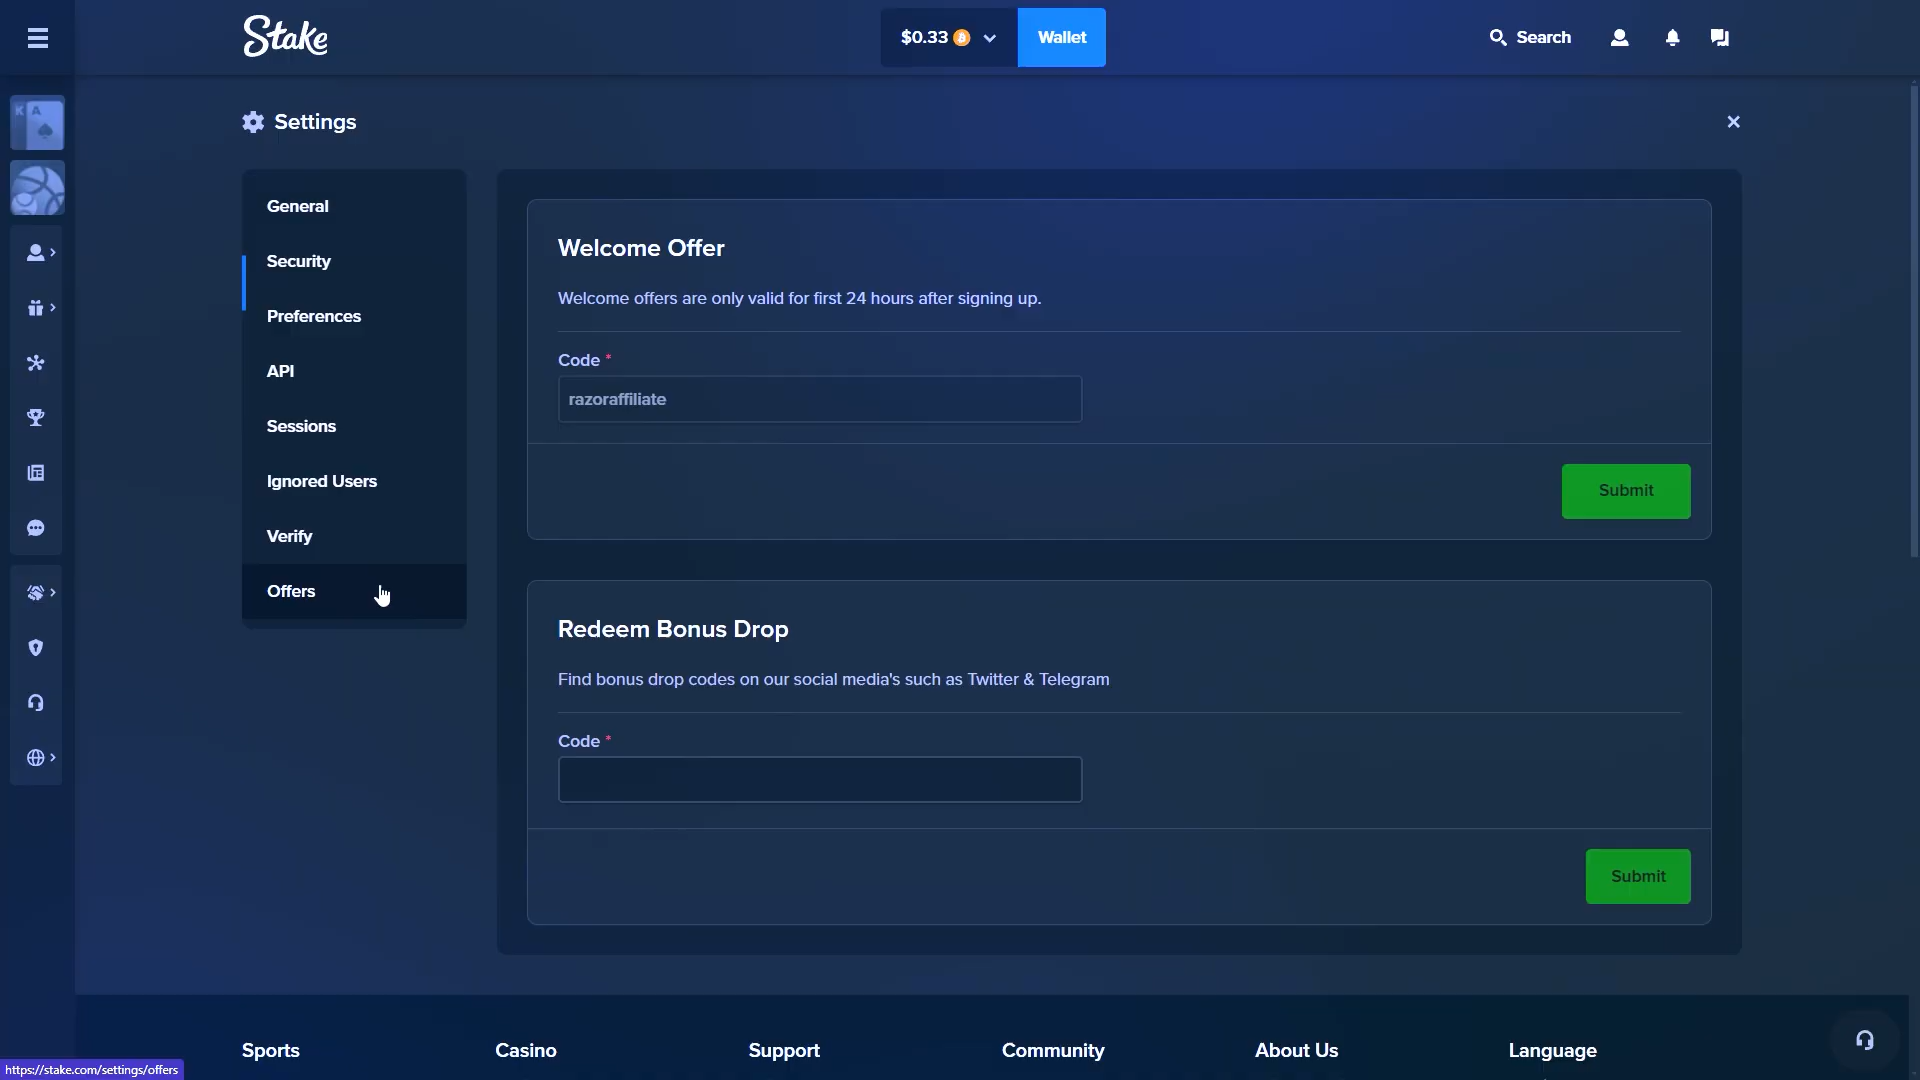 Stake
$0.33
Wallet
Search
K A
Settings
General
Security
Preferences
API
Sessions
Ignored Users
Verify
Offers
Welcome Offer
Welcome offers are only valid for first 24 hours after signing up.
Code *
razoraffiliate
Submit
Redeem Bonus Drop
Find bonus drop codes on our social media's such as Twitter & Telegram
Code *
Submit
Sports
Casino
Support
Community
About Us
Language
https://stake.com/settings/offers